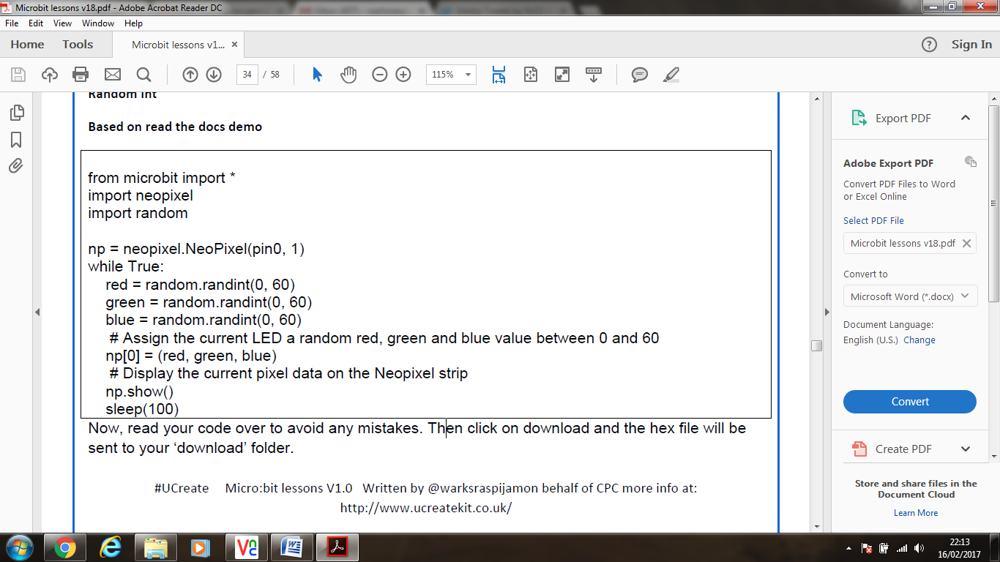 Microbit lessons v18.pdf - Adobe Acrobat Reader DC
File Edit View Window Help
Home Tools Microbit lessons v1... × Sign In
34 / 58 115%
Random Int
Based on read the docs demo
from microbit import *
import neopixel
import random
np = neopixel.NeoPixel(pin0, 1)
while True:
red = random.randint(0, 60)
green = random.randint(0, 60)
blue = random.randint(0, 60)
# Assign the current LED a random red, green and blue value between 0 and 60
np[0] = (red, green, blue)
# Display the current pixel data on the Neopixel strip
np.show()
sleep(100)
Now, read your code over to avoid any mistakes. Then click on download and the hex file will be
sent to your ‘download’ folder.
#UCreate Micro:bit lessons V1.0 Written by @warksraspijamon behalf of CPC more info at:
http://www.ucreatekit.co.uk/
Export PDF
Adobe Export PDF
Convert PDF Files to Word
or Excel Online
Select PDF File
Microbit lessons v18.pdf
Convert to
Microsoft Word (*.docx)
Document Language:
English (U.S.) Change
Convert
Create PDF
Store and share files in the
Document Cloud
Learn More
22:13
16/02/2017